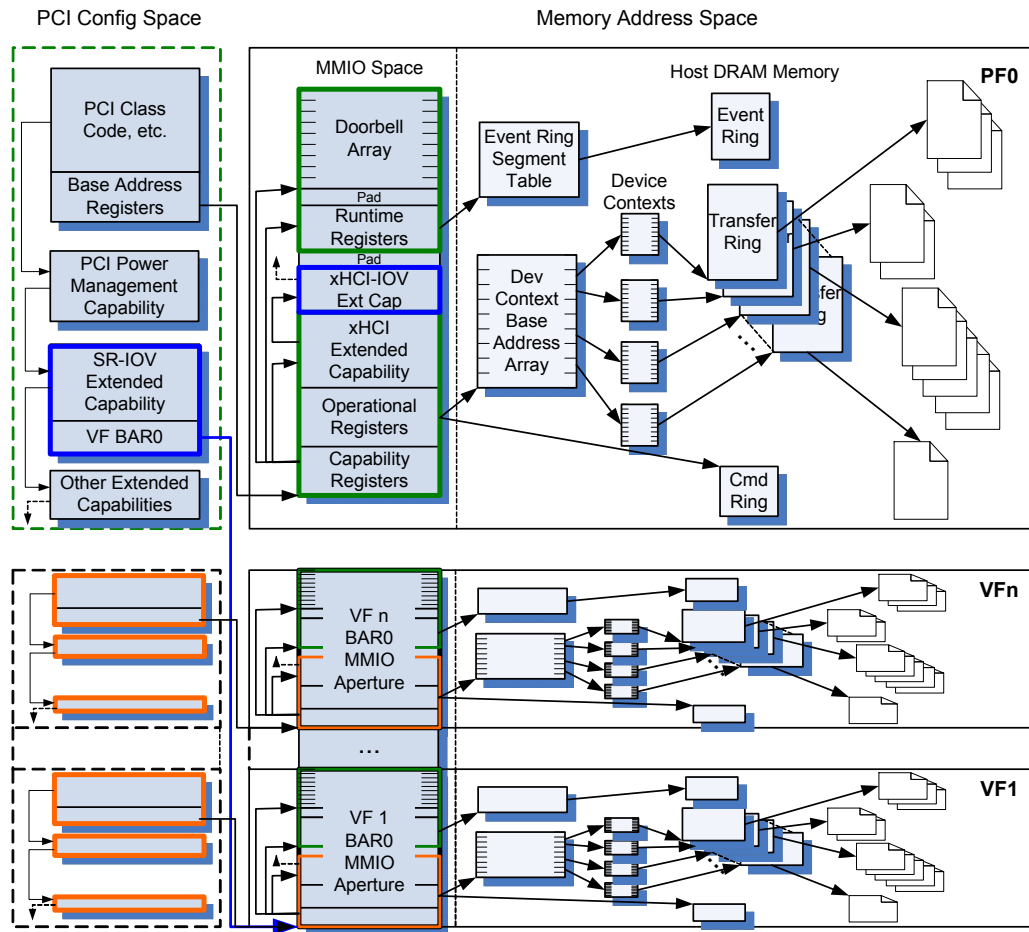 PCI Config Space
Memory Address Space
PCI Class
Code, etc.
Base Address
Registers
PCI Power
Management
Capability
SR-IOV
Extended
Capability
VF BAR0
Other Extended
Capabilities
MMIO Space
Doorbell
Array
Pad
Runtime
Registers
Pad
xHCI-IOV
Ext Cap
xHCI
Extended
Capability
Operational
Registers
Capability
Registers
Host DRAM Memory
PF0
Event Ring
Segment
Table
Event
Ring
Device
Contexts
Dev
Context
Base
Address
Array
Transfer
Ring
...
Cmd
Ring
VFn
VF n
BAR0
MMIO
Aperture
...
...
VF1
VF 1
BAR0
MMIO
Aperture
...